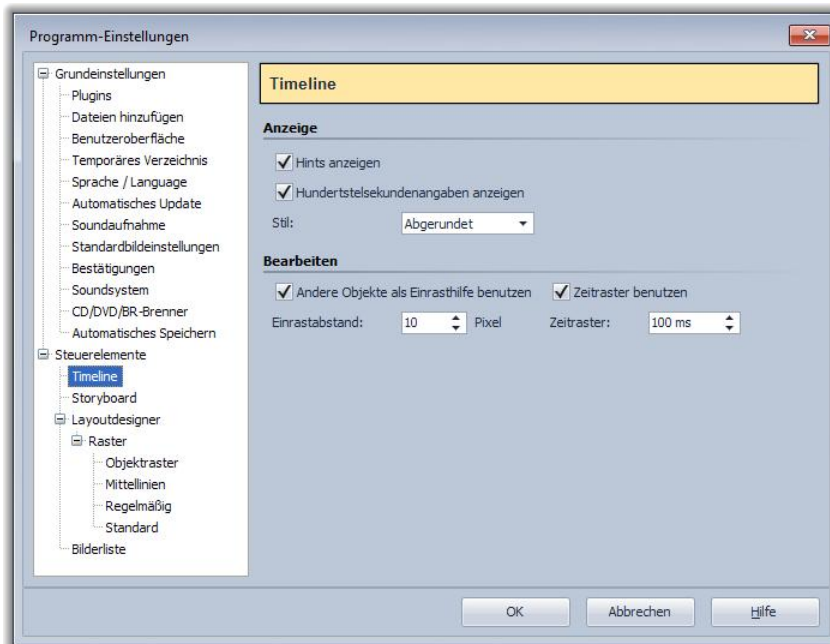 Programm-Einstellungen
Grundeinstellungen
Plugins
Dateien hinzufügen
Benutzeroberfläche
Temporäres Verzeichnis
Sprache / Language
Automatisches Update
Soundaufnahme
Standardbildeinstellungen
Bestätigungen
Soundsystem
CD/DVD/BR-Brenner
Automatisches Speichern
Steuerelemente
Timeline
Storyboard
Layoutdesigner
Raster
Objektraster
Mittellinien
Regelmäßig
Standard
Bilderliste
Timeline
Anzeige
Hints anzeigen
Hundertstelsekundenangaben anzeigen
Stil: Abgerundet
Bearbeiten
Andere Objekte als Einrasthilfe benutzen Zeitraster benutzen
Einrastabstand: 10 Pixel Zeitraster: 100 ms
OK Abbrechen Hilfe